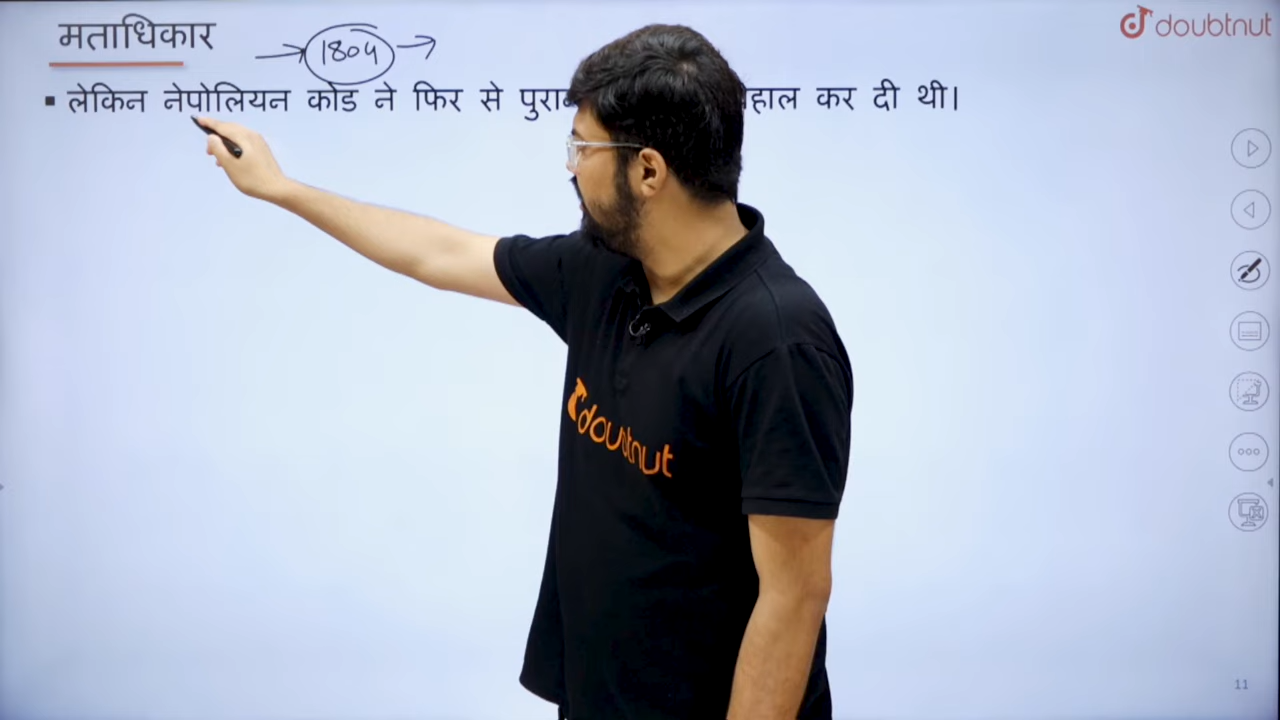 मताधिकार
1804
doubtnut
लेकिन नेपोलियन कोड ने फिर से कर दी थी।
doubtnut
11